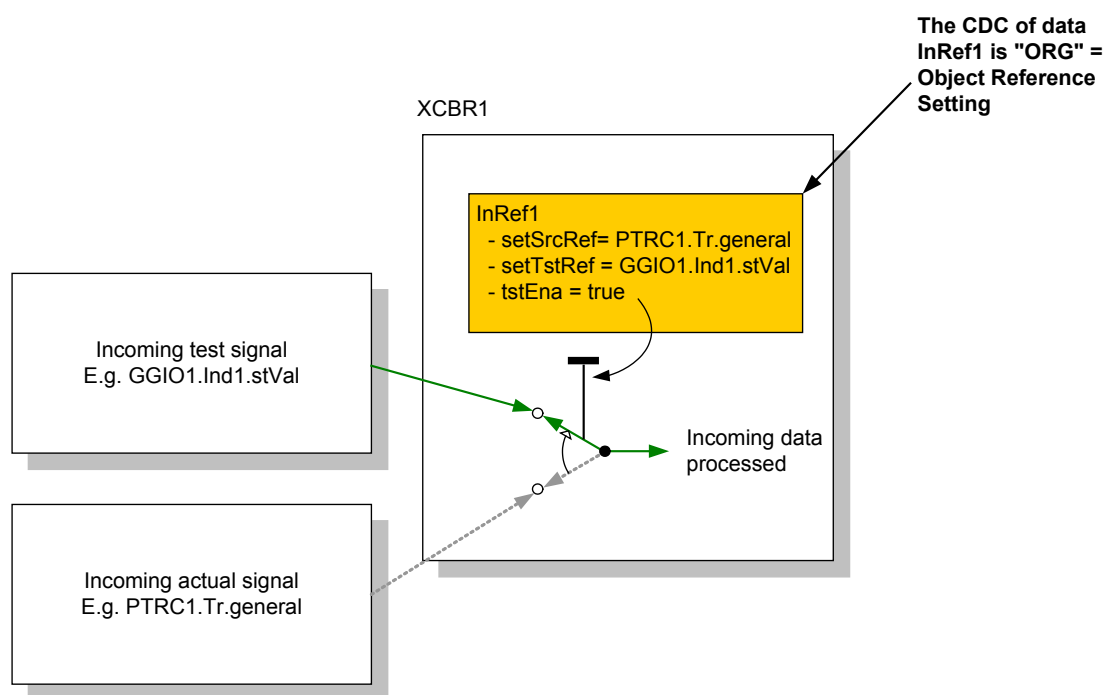 The CDC of data
InRef1 is "ORG" =
Object Reference
Setting
XCBR1
InRef1
- setSrcRef= PTRC1.Tr.general
- setTstRef = GGIO1.Ind1.stVal
- tstEna = true
Incoming test signal
E.g. GGIO1.Ind1.stVal
Incoming data
processed
Incoming actual signal
E.g. PTRC1.Tr.general